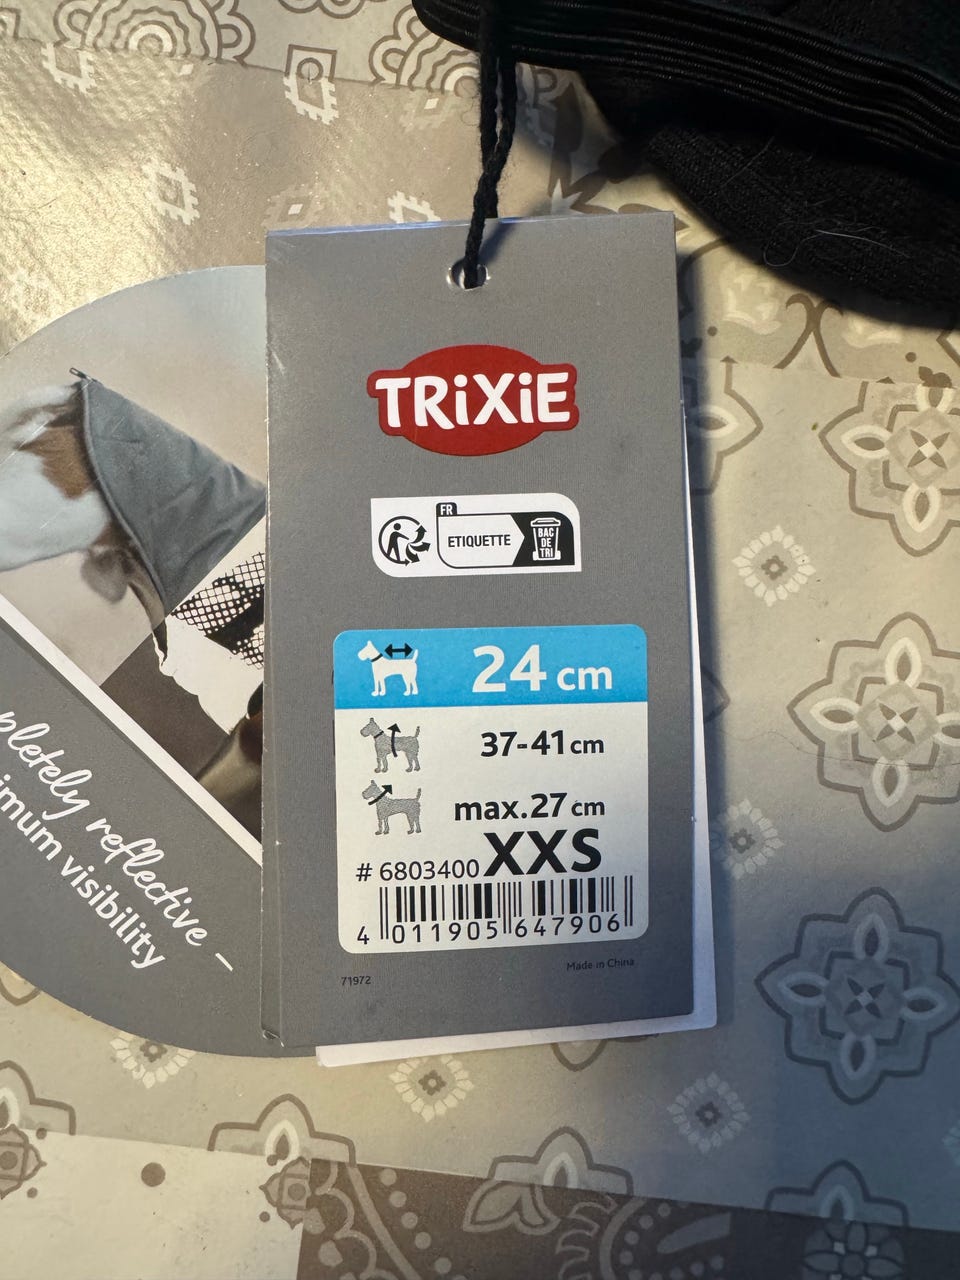 TRiXiE
FR
ETIQUETTE
BAC
DE
TRI
24 cm
37-41 cm
max. 27 cm
# 6803400 XXS
4 011905 647906
71972
Made in China
pletely reflective –
imum visibility